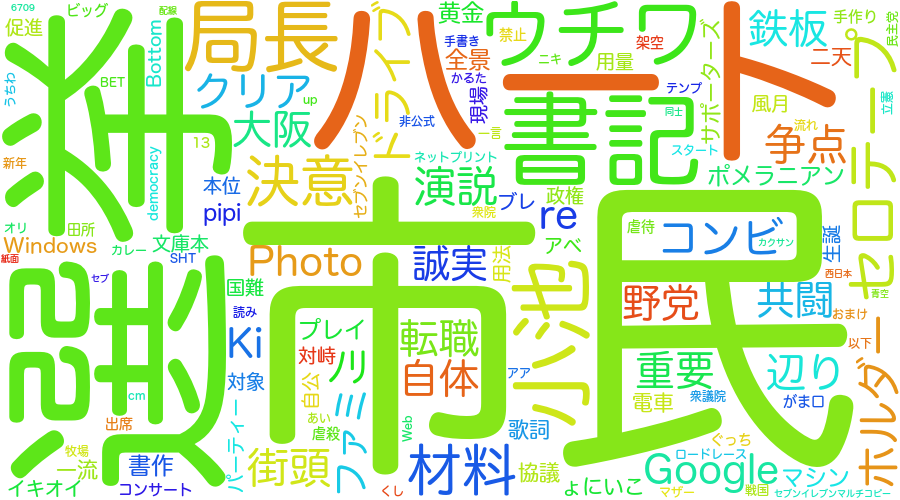 6709
促進
ビッグ
配線
局長
黄金
ウチワ
手作り
民主党
ハート
手書き
禁止
架空
鉄板
二天
全景
ニキ
用量
サポーターズ
セロテープ
うちわ
BET
Bottom
クリア
ドライブ
かるた
テンプ
風月
立憲
up
現場
書記
同士
塗
13
大阪
非公式
一言
流れ
争点
新年
democracy
セブンイレブン
ネットプリント
スタート
本位
決意
演説
政権
ポメラニアン
pipi
衆院
ブレ
re
虐待
コンビ
生誕
オリ
田所
Windows
カレー
文庫本
アベ
カクサン
紙面
SHT
Photo
誠実
用法
市民
西日本
セブ
国難
小池
青空
読み
野党
共闘
おまけ
弱
選
Ki
プレイ
転職
以下
対峙
川
辺り
対象
自体
アア
重要
cm
自公
ミ
衆議院
がま口
ホルダー
出席
あい
電車
パーティー
虐殺
Web
歌詞
ぐっち
小
牧場
一流
書作
街頭
ファ
材料
協議
ロードレース
Google
マシン
イキオイ
コンサート
くし
よにいこ
マザー
戦国
セブンイレブンマルチコピー